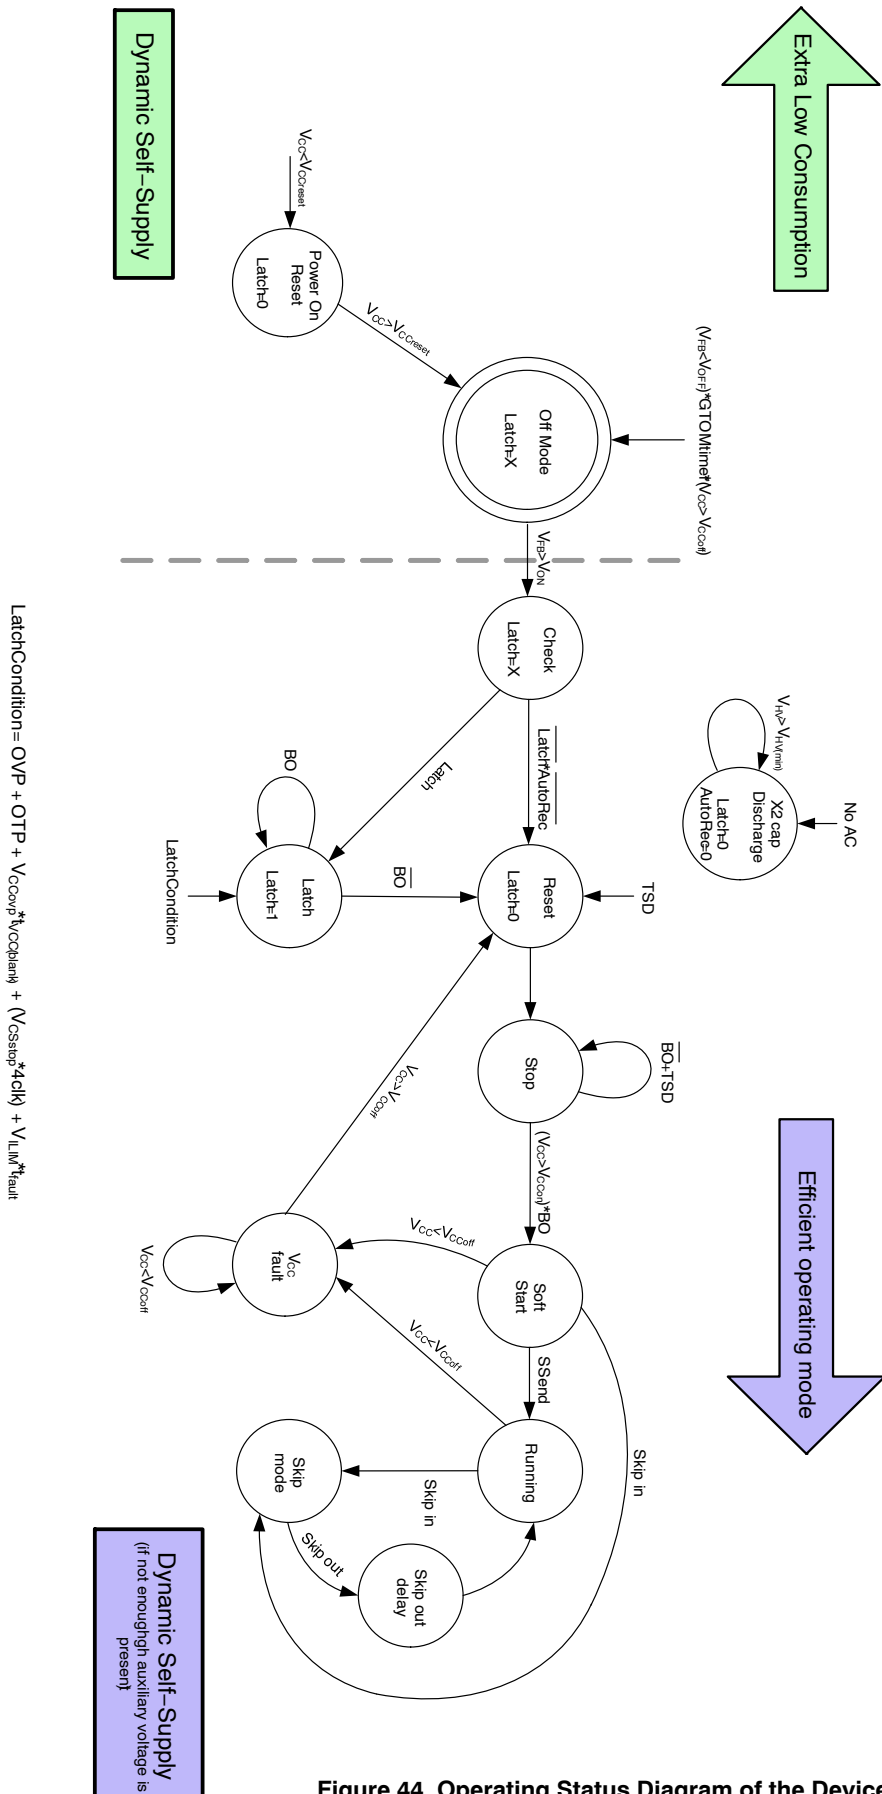 Extra Low Consumption
Dynamic Self–Supply
VCC<VCCreset
Power On
Reset
Latch=0
VCC>VCCreset
(VFB<VOFF)*GTOMtimer*(VCC>VCCoff)
Off Mode
Latch=X
VFB>VON
Check
Latch=X
VHV>VHV(min)
X2 cap
Discharge
Latch=0
AutoRec=0
No AC
Latch*AutoRec
Latch
BO
Latch
Latch=1
LatchCondition
BO
Reset
Latch=0
TSD
Stop
BO+TSD
(VCC>VCCon)*BO
VCC>VCCoff
VCC
fault
VCC<VCCoff
VCC<VCCoff
Soft
Start
SSend
VCC<VCCoff
Running
Skip in
Skip in
Skip
mode
Skip out
Skip out
delay
Efficient operating mode
Dynamic Self–Supply
(if not enoughgh auxiliary voltage is
present)
LatchCondition= OVP + OTP + VCCovp*tVCC(blank) + (VCSstop*4clk) + VILIM*tfault
Figure 44. Operating Status Diagram of the Device